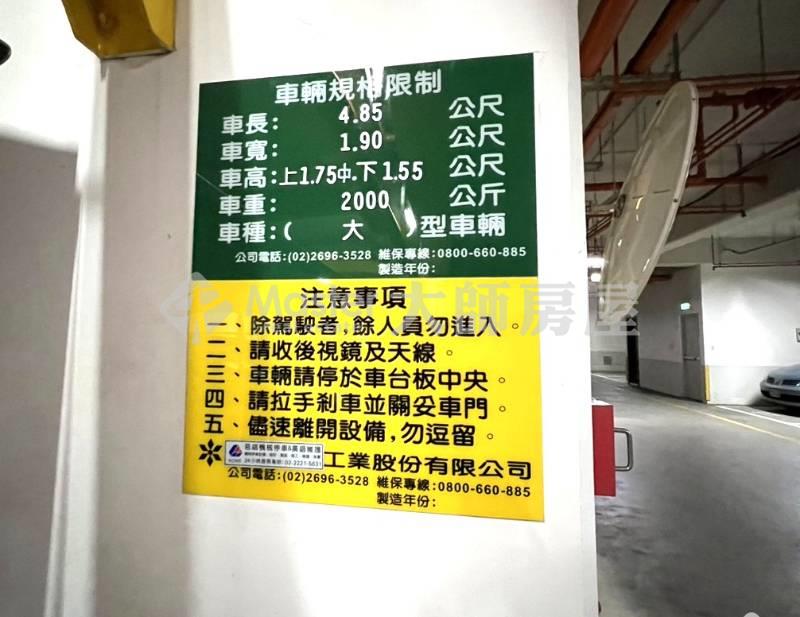 車輛規格限制
車長: 4.85 公尺
車寬: 1.90 公尺
車高:上1.75中.下1.55 公尺
車重: 2000 公斤
車種:( 大 )型車輛
公司電話:(02)2696-3528 維保專線:0800-660-885
製造年份:
注意事項
一、除駕駛者,餘人員勿進入。
二、請收後視鏡及天線。
三、車輛請停於車台板中央。
四、請拉手刹車並關妥車門。
五、儘速離開設備,勿逗留。
工業股份有限公司
公司電話:(02)2696-3528 維保專線:0800-660-885
製造年份:
大師房屋